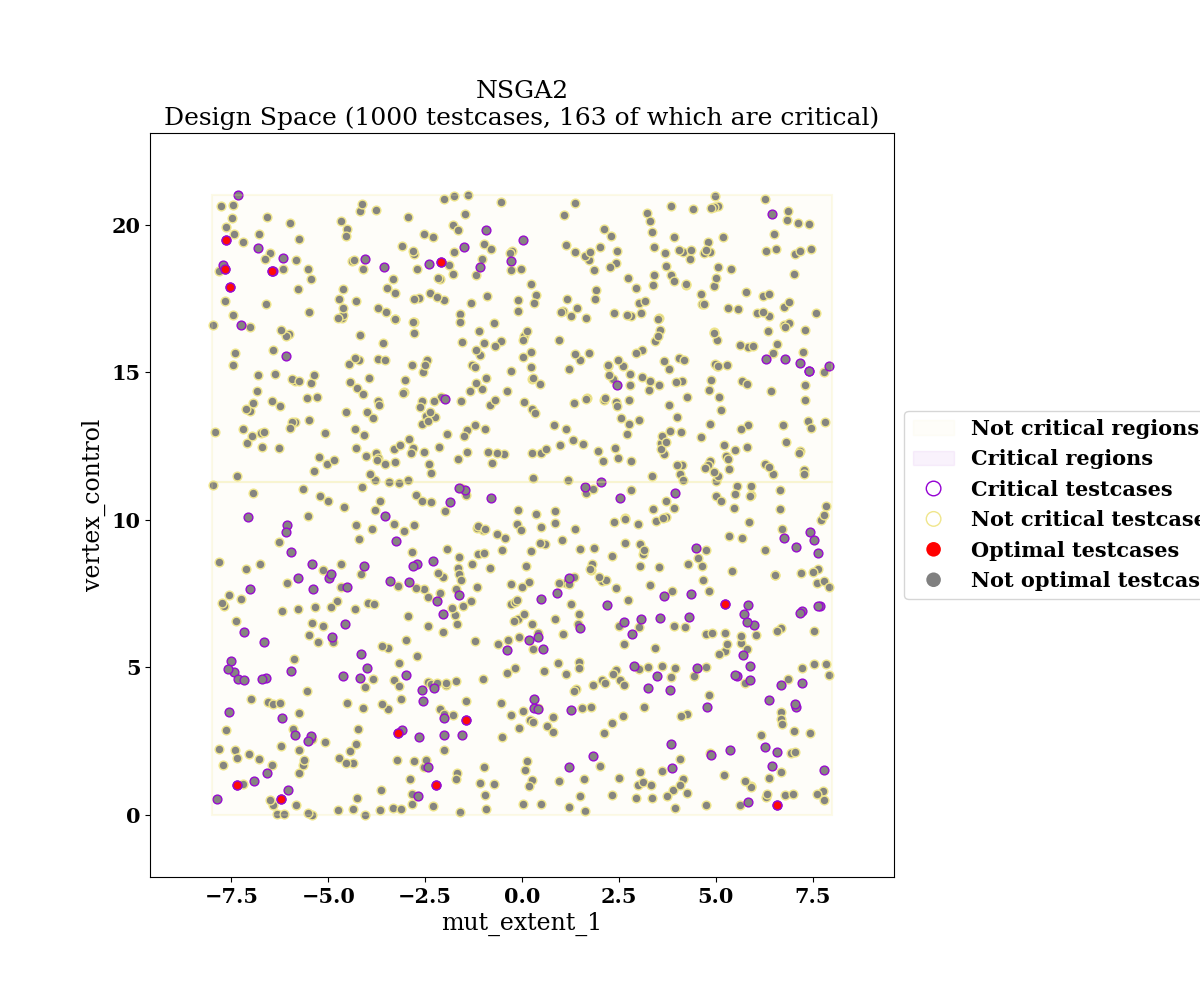 NSGA2
Design Space (1000 testcases, 163 of which are critical)
vertex_control
20
15
10
5
0
−7.5 −5.0 −2.5 0.0 2.5 5.0 7.5
mut_extent_1
Not critical regions
Critical regions
Critical testcases
Not critical testcase
Optimal testcases
Not optimal testcas